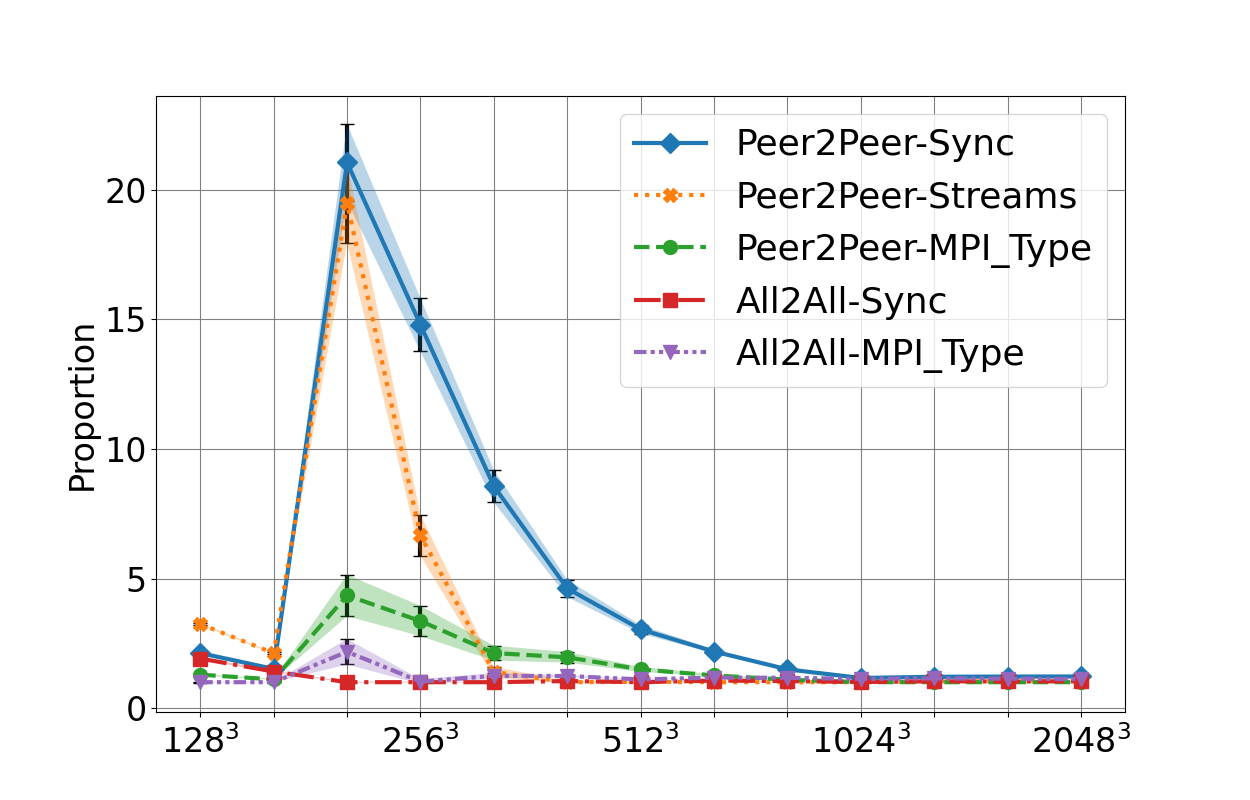 Proportion
20
15
10
5
0
128³
256³
512³
1024³
2048³
Peer2Peer-Sync
Peer2Peer-Streams
Peer2Peer-MPI_Type
All2All-Sync
All2All-MPI_Type